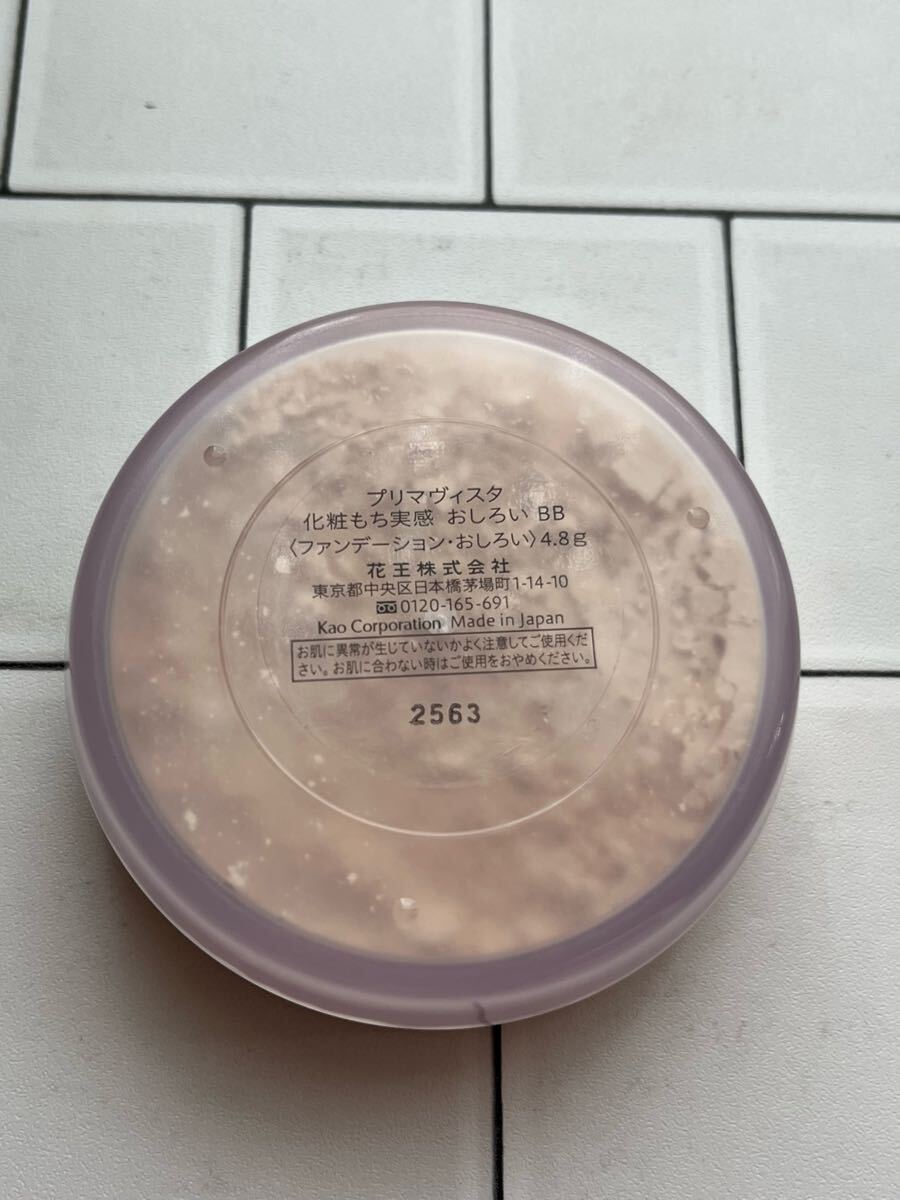 プリマヴィスタ
化粧もち実感 おしろい BB
〈ファンデーション・おしろい〉4.8g
花王株式会社
東京都中央区日本橋茅場町1-14-10
0120-165-691
Kao Corporation Made in Japan
お肌に異常が生じていないかよく注意してご使用くだ
さい。お肌に合わない時はご使用をおやめください。
2563